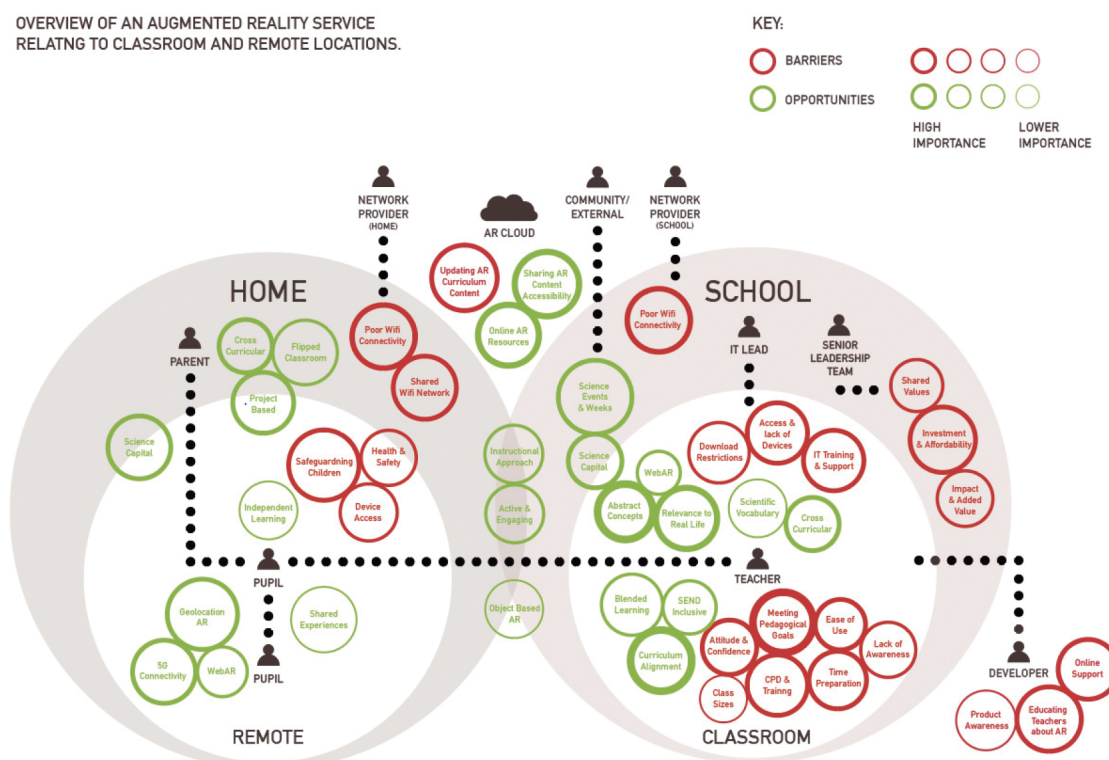 OVERVIEW OF AN AUGMENTED REALITY SERVICE
RELATNG TO CLASSROOM AND REMOTE LOCATIONS.
KEY:
BARRIERS
OPPORTUNITIES
HIGH
IMPORTANCE
LOWER
IMPORTANCE
NETWORK
PROVIDER
(HOME)
AR CLOUD
COMMUNITY/
EXTERNAL
NETWORK
PROVIDER
(SCHOOL)
HOME
SCHOOL
Updating AR
Curriculum
Content
Sharing AR
Content
Accessibility
Online AR
Resources
Poor Wifi
Connectivity
Shared
Wifi Network
Poor Wifi
Connectivity
PARENT
Cross
Curricular
Flipped
Classroom
Project
Based
IT LEAD
SENIOR
LEADERSHIP
TEAM
Science
Events
& Weeks
Shared
Values
Investment
& Affordability
Impact
& Added
Value
Science
Capital
Safeguardning
Children
Health &
Safety
Device
Access
Independent
Learning
Instructional
Approach
Active &
Engaging
Science
Capital
WebAR
Abstract
Concepts
Relevance to
Real Life
Download
Restrictions
Access &
lack of
Devices
IT Training
& Support
Scientific
Vocabulary
Cross
Curricular
PUPIL
TEACHER
Geolocation
AR
5G
Connectivity
WebAR
Shared
Experiences
PUPIL
Object Based
AR
Blended
Learning
SEND
Inclusive
Curriculum
Alignment
Meeting
Pedagogical
Goals
Ease of
Use
Attitude &
Confidence
Lack of
Awareness
Class
Sizes
CPD &
Trainng
Time
Preparation
DEVELOPER
Online
Support
Product
Awareness
Educating
Teachers
about AR
REMOTE
CLASSROOM